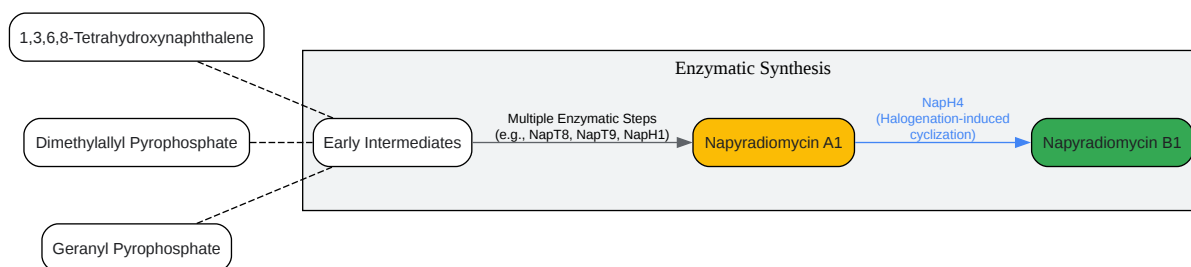 1,3,6,8-Tetrahydroxynaphthalene
Enzymatic Synthesis
Dimethylallyl Pyrophosphate
Early Intermediates
Multiple Enzymatic Steps
(e.g., NapT8, NapT9, NapH1)
Napyradiomycin A1
NapH4
(Halogenation-induced
cyclization)
Napyradiomycin B1
Geranyl Pyrophosphate